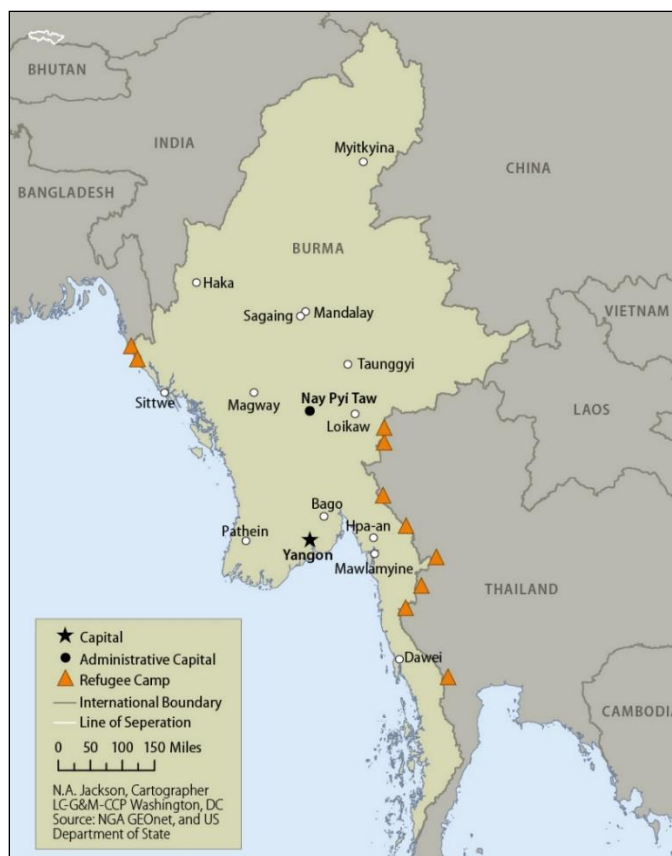 BHUTAN
Myitkyina
INDIA
CHINA
BANGLADESH
BURMA
Haka
Mandalay
Sagaing
VIETNAM
Taunggyi
Nay Pyi Taw
Sittwe
Magway
Loikaw
LAOS
Bago
Hpa-an
Pathein
Yangon
Mawlamyine
THAILAND
Dawei
CAMBODIA
Capital
Administrative Capital
Refugee Camp
International Boundary
Line of Seperation
0 50 100 150 Miles
N.A. Jackson, Cartographer
LC-G&M-CCP Washington, DC
Source: NGA GEOnet, and US
Department of State